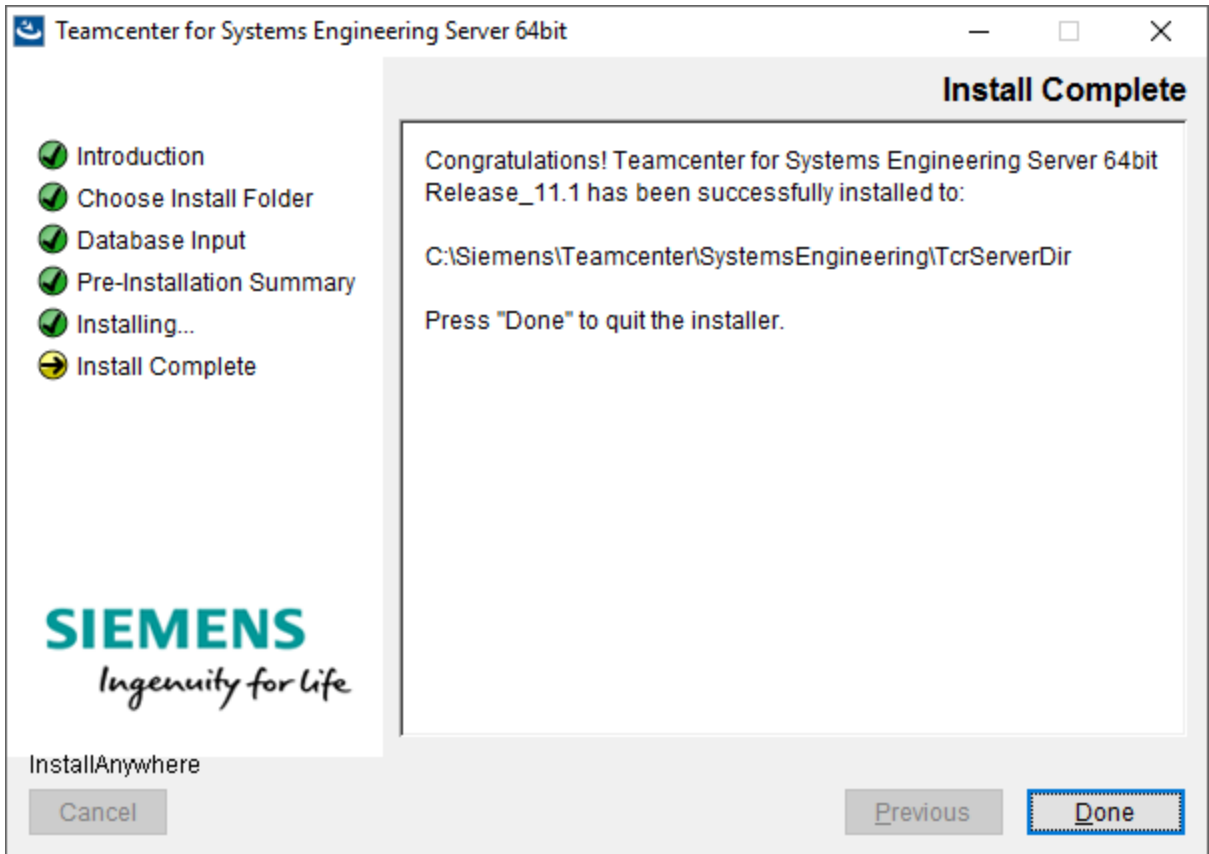 Teamcenter for Systems Engineering Server 64bit
Install Complete
Introduction
Choose Install Folder
Database Input
Pre-Installation Summary
Installing...
Install Complete
Congratulations! Teamcenter for Systems Engineering Server 64bit
Release_11.1 has been successfully installed to:
C:\Siemens\Teamcenter\SystemsEngineering\TcrServerDir
Press "Done" to quit the installer.
SIEMENS
Ingenuity for life
InstallAnywhere
Cancel
Previous
Done